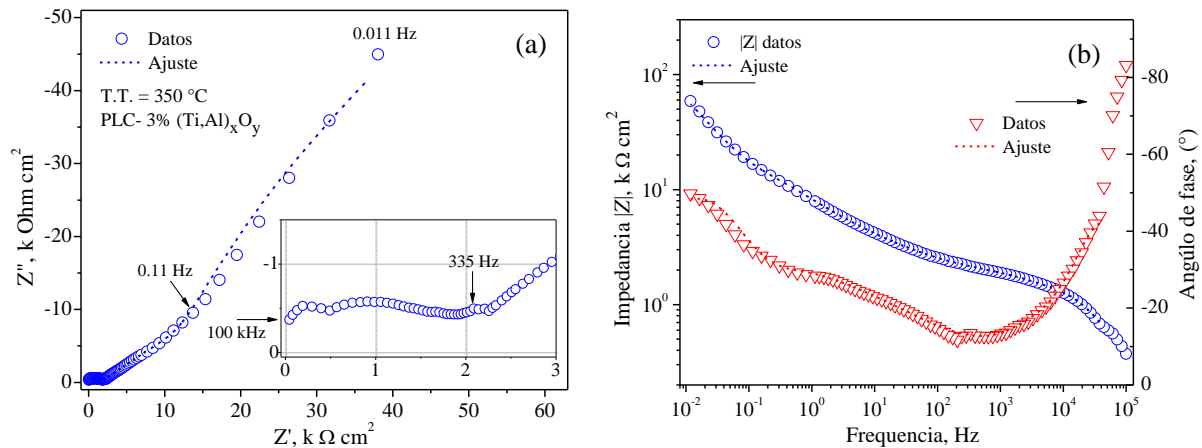 (a)
Datos
Ajuste
T.T. = 350 °C
PLC- 3% (Ti,Al)xOy
0.011 Hz
0.11 Hz
335 Hz
100 kHz
-1
0
0 1 2 3
-50
-40
-30
-20
-10
0
Z'', k Ohm cm²
0 10 20 30 40 50 60
Z', k Ω cm²
(b)
|Z| datos
Ajuste
Datos
Ajuste
10²
10¹
10⁰
Impedancia |Z|, k Ω cm²
10⁻² 10⁻¹ 10⁰ 10¹ 10² 10³ 10⁴ 10⁵
Frequencia, Hz
-80
-60
-40
-20
0
Angúlo de fase, (°)